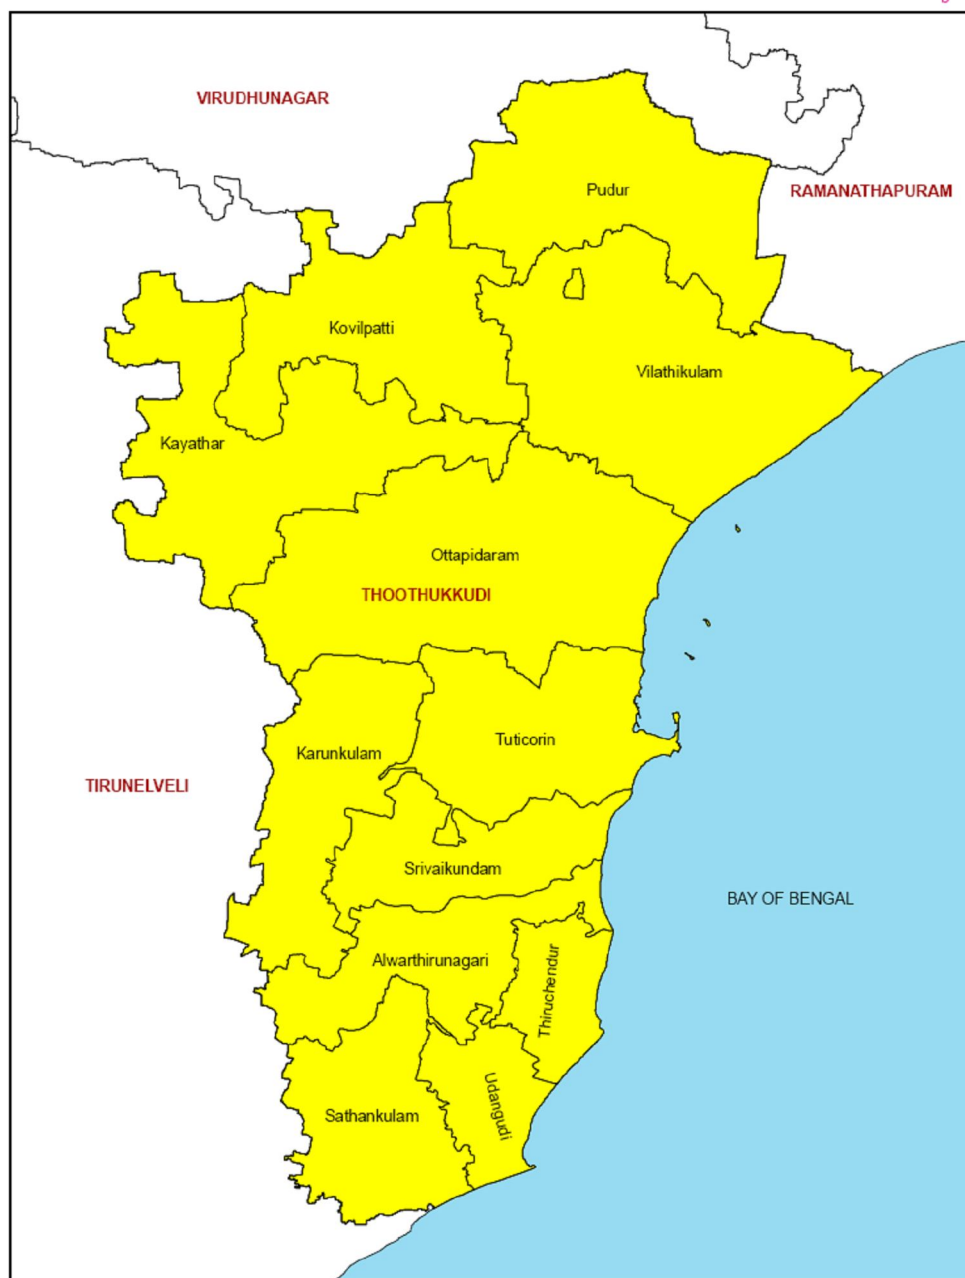 VIRUDHUNAGAR
Pudur
RAMANATHAPURAM
Kovilpatti
Vilathikulam
Kayathar
Ottapidaram
THOOTHUKKUDI
Karunkulam
Tuticorin
TIRUNELVELI
Srivaikundam
BAY OF BENGAL
Alwarthirunagari
Thiruchendur
Udangudi
Sathankulam